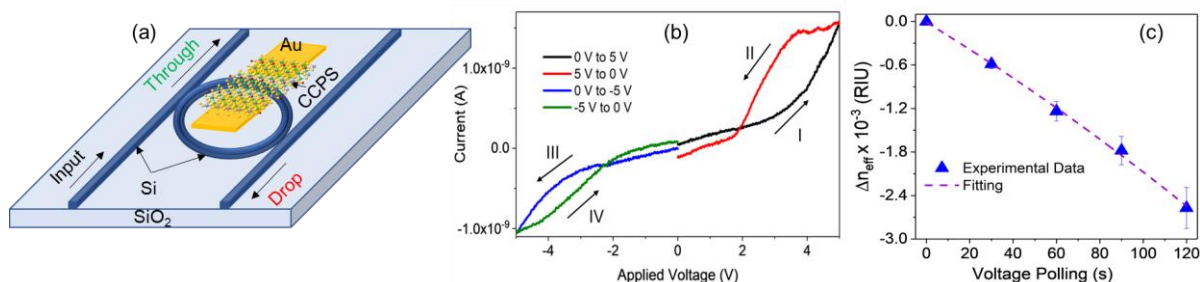 (a)
Au
Through
CCPS
Input
Si
Drop
SiO₂
(b)
1.0x10⁻⁹
0.0
-1.0x10⁻⁹
Current (A)
0 V to 5 V
5 V to 0 V
0 V to -5 V
-5 V to 0 V
II
I
III
IV
-4 -2 0 2 4
Applied Voltage (V)
(c)
0.0
-0.6
-1.2
-1.8
-2.4
-3.0
Δn_eff x 10⁻³ (RIU)
Experimental Data
Fitting
0 20 40 60 80 100 120
Voltage Polling (s)